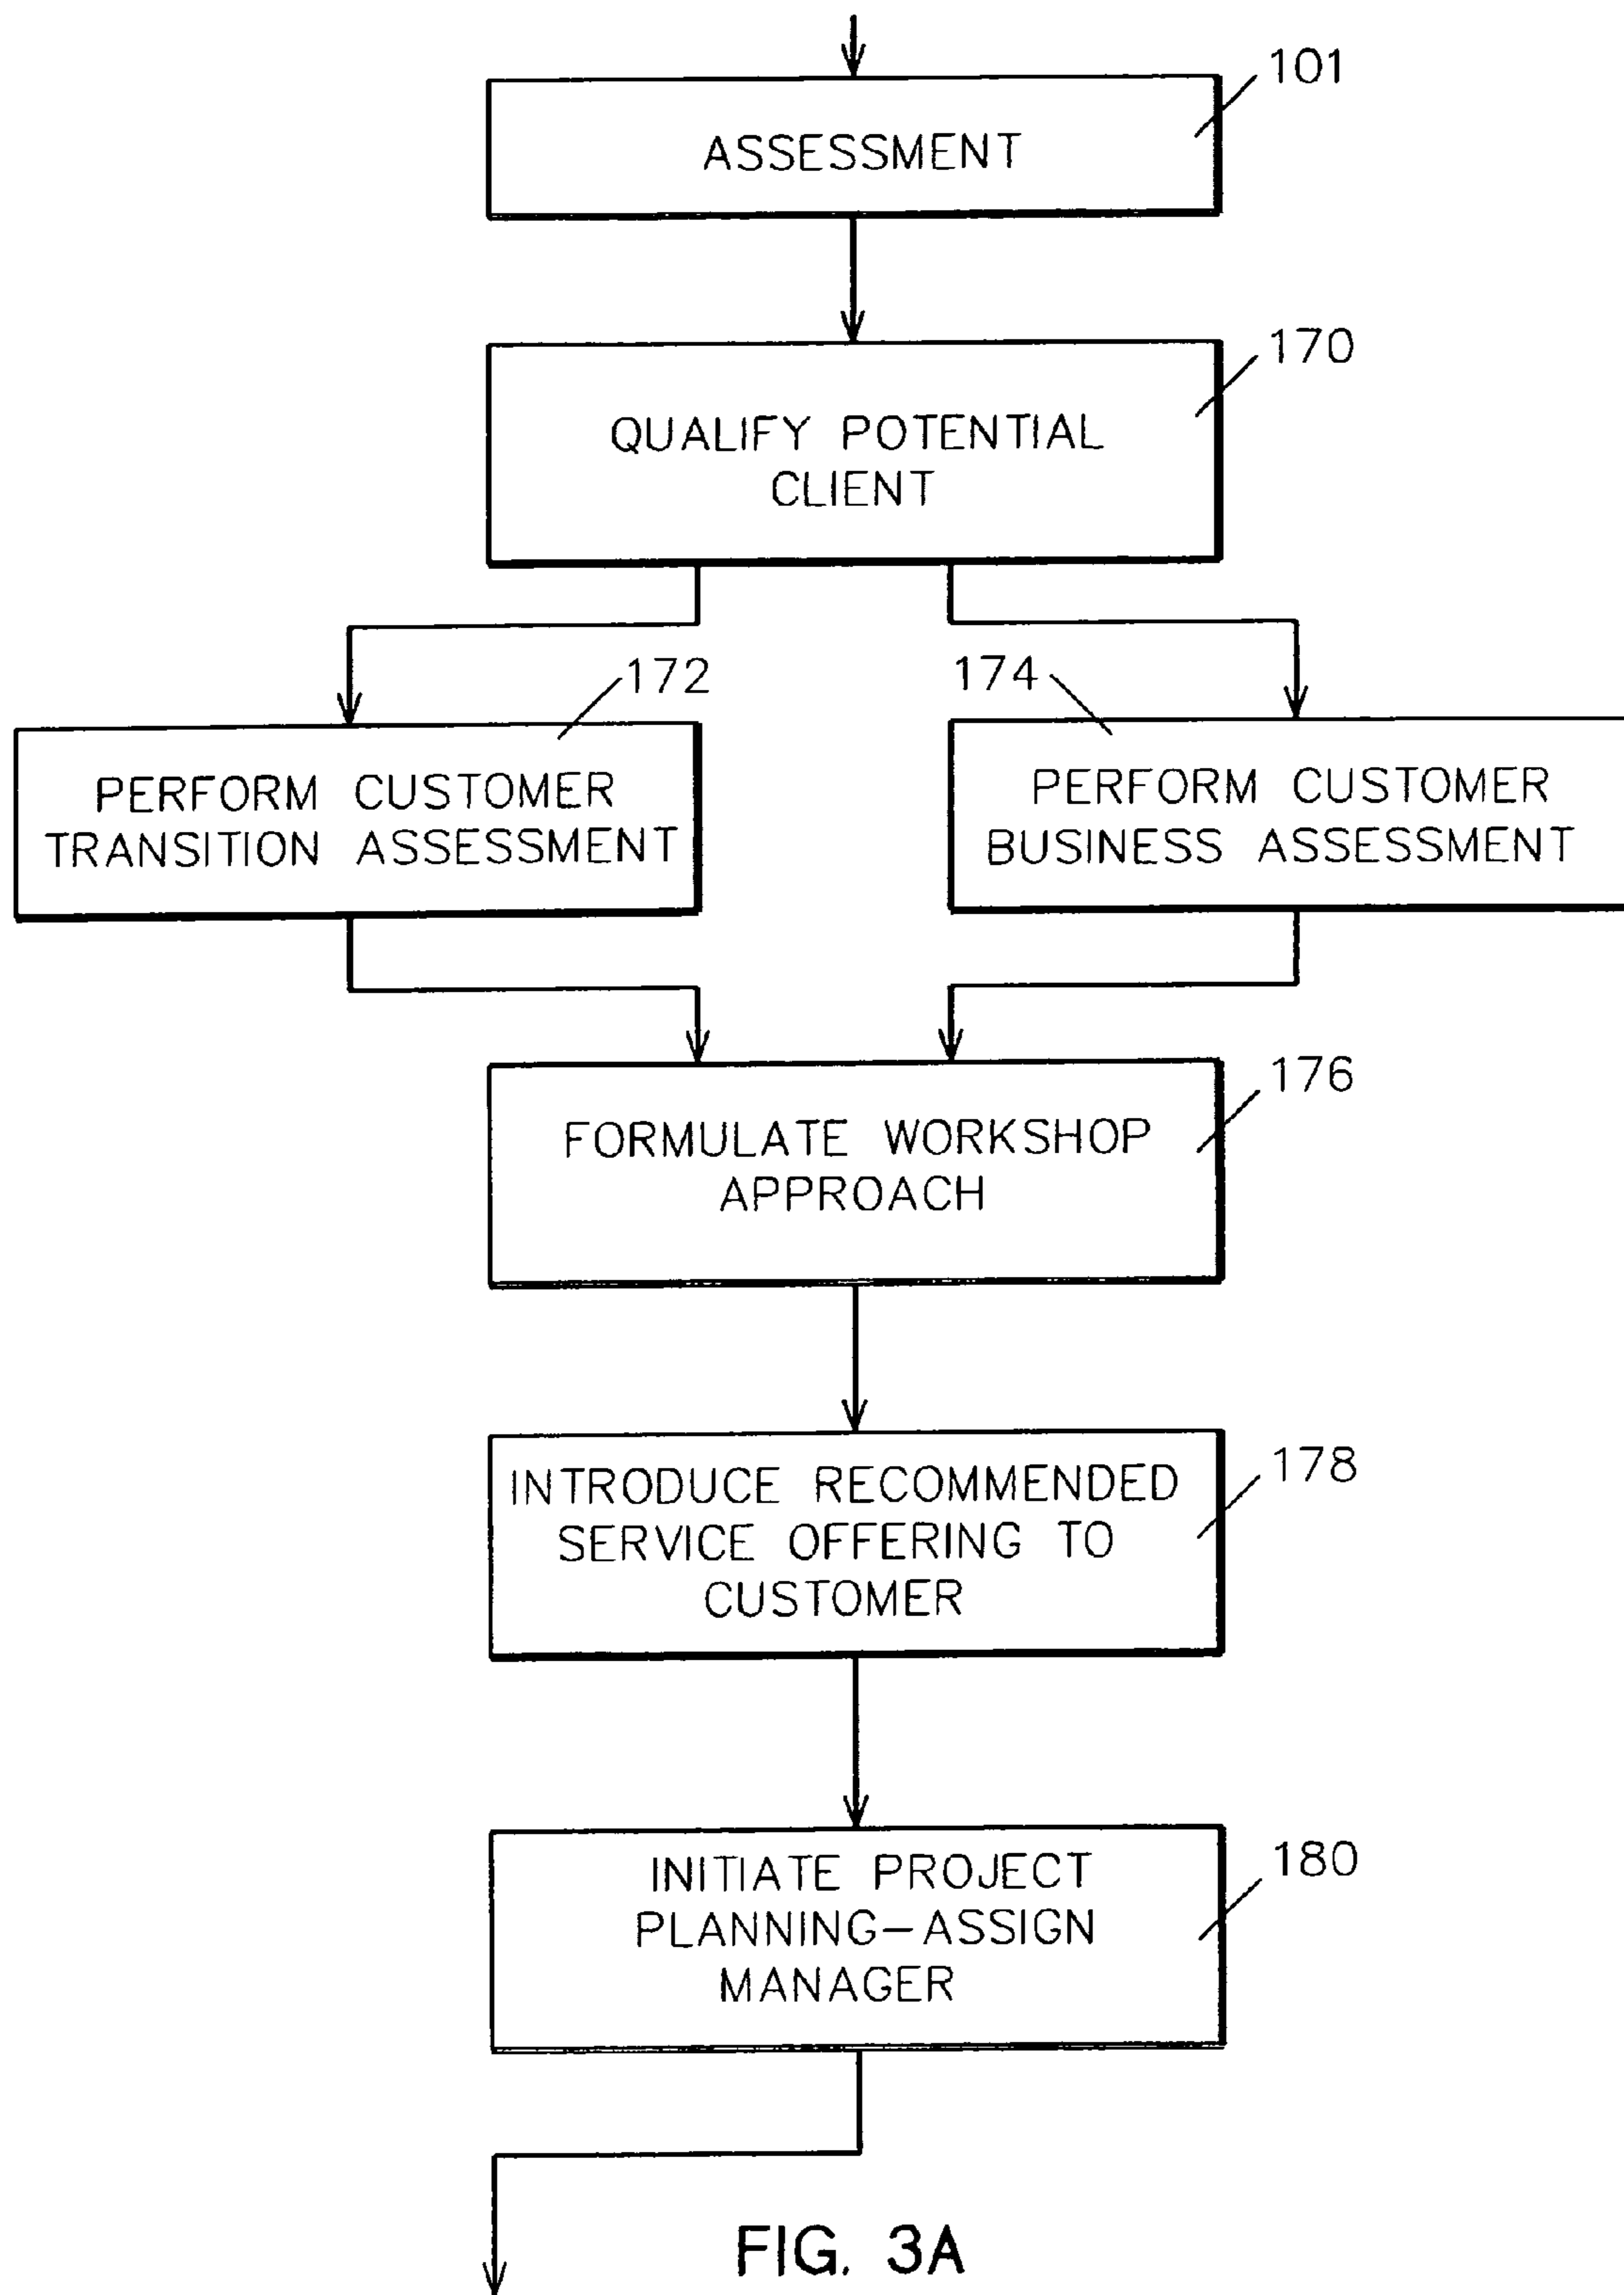 101
ASSESSMENT
170
QUALIFY POTENTIAL
CLIENT
172
174
PERFORM CUSTOMER
TRANSITION ASSESSMENT
PERFORM CUSTOMER
BUSINESS ASSESSMENT
176
FORMULATE WORKSHOP
APPROACH
178
INTRODUCE RECOMMENDED
SERVICE OFFERING TO
CUSTOMER
180
INITIATE PROJECT
PLANNING-ASSIGN
MANAGER
FIG. 3A